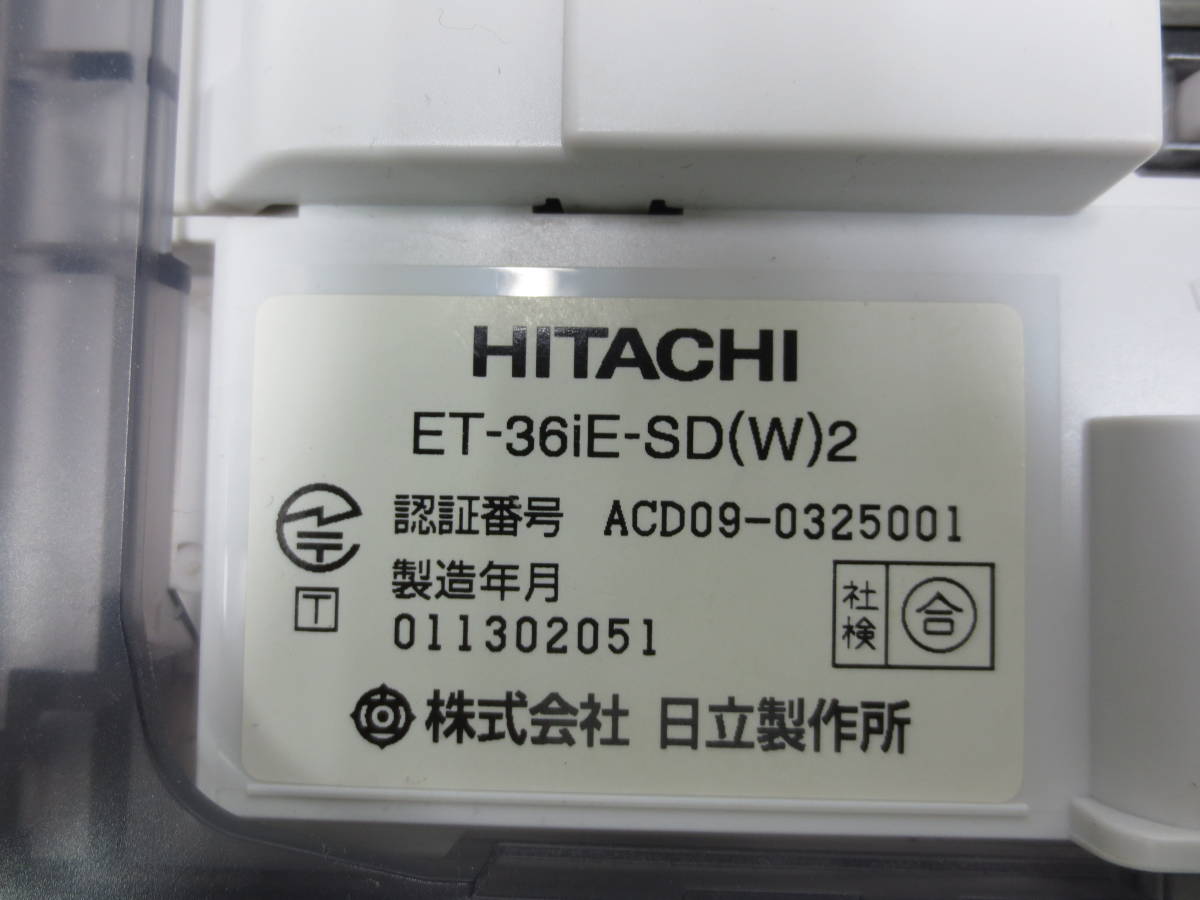 HITACHI
ET-36iE-SD(W)2
認証番号 ACD09-0325001
T
製造年月
011302051
社検 合
株式会社 日立製作所